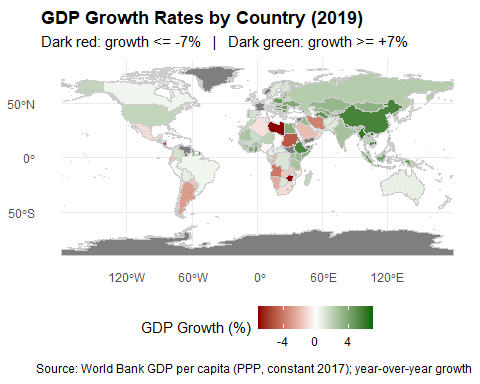 GDP Growth Rates by Country (2019)
Dark red: growth <= -7%  |  Dark green: growth >= +7%
50°N
0°
50°S
120°W 60°W 0° 60°E 120°E
GDP Growth (%)
-4 0 4
Source: World Bank GDP per capita (PPP, constant 2017); year-over-year growth